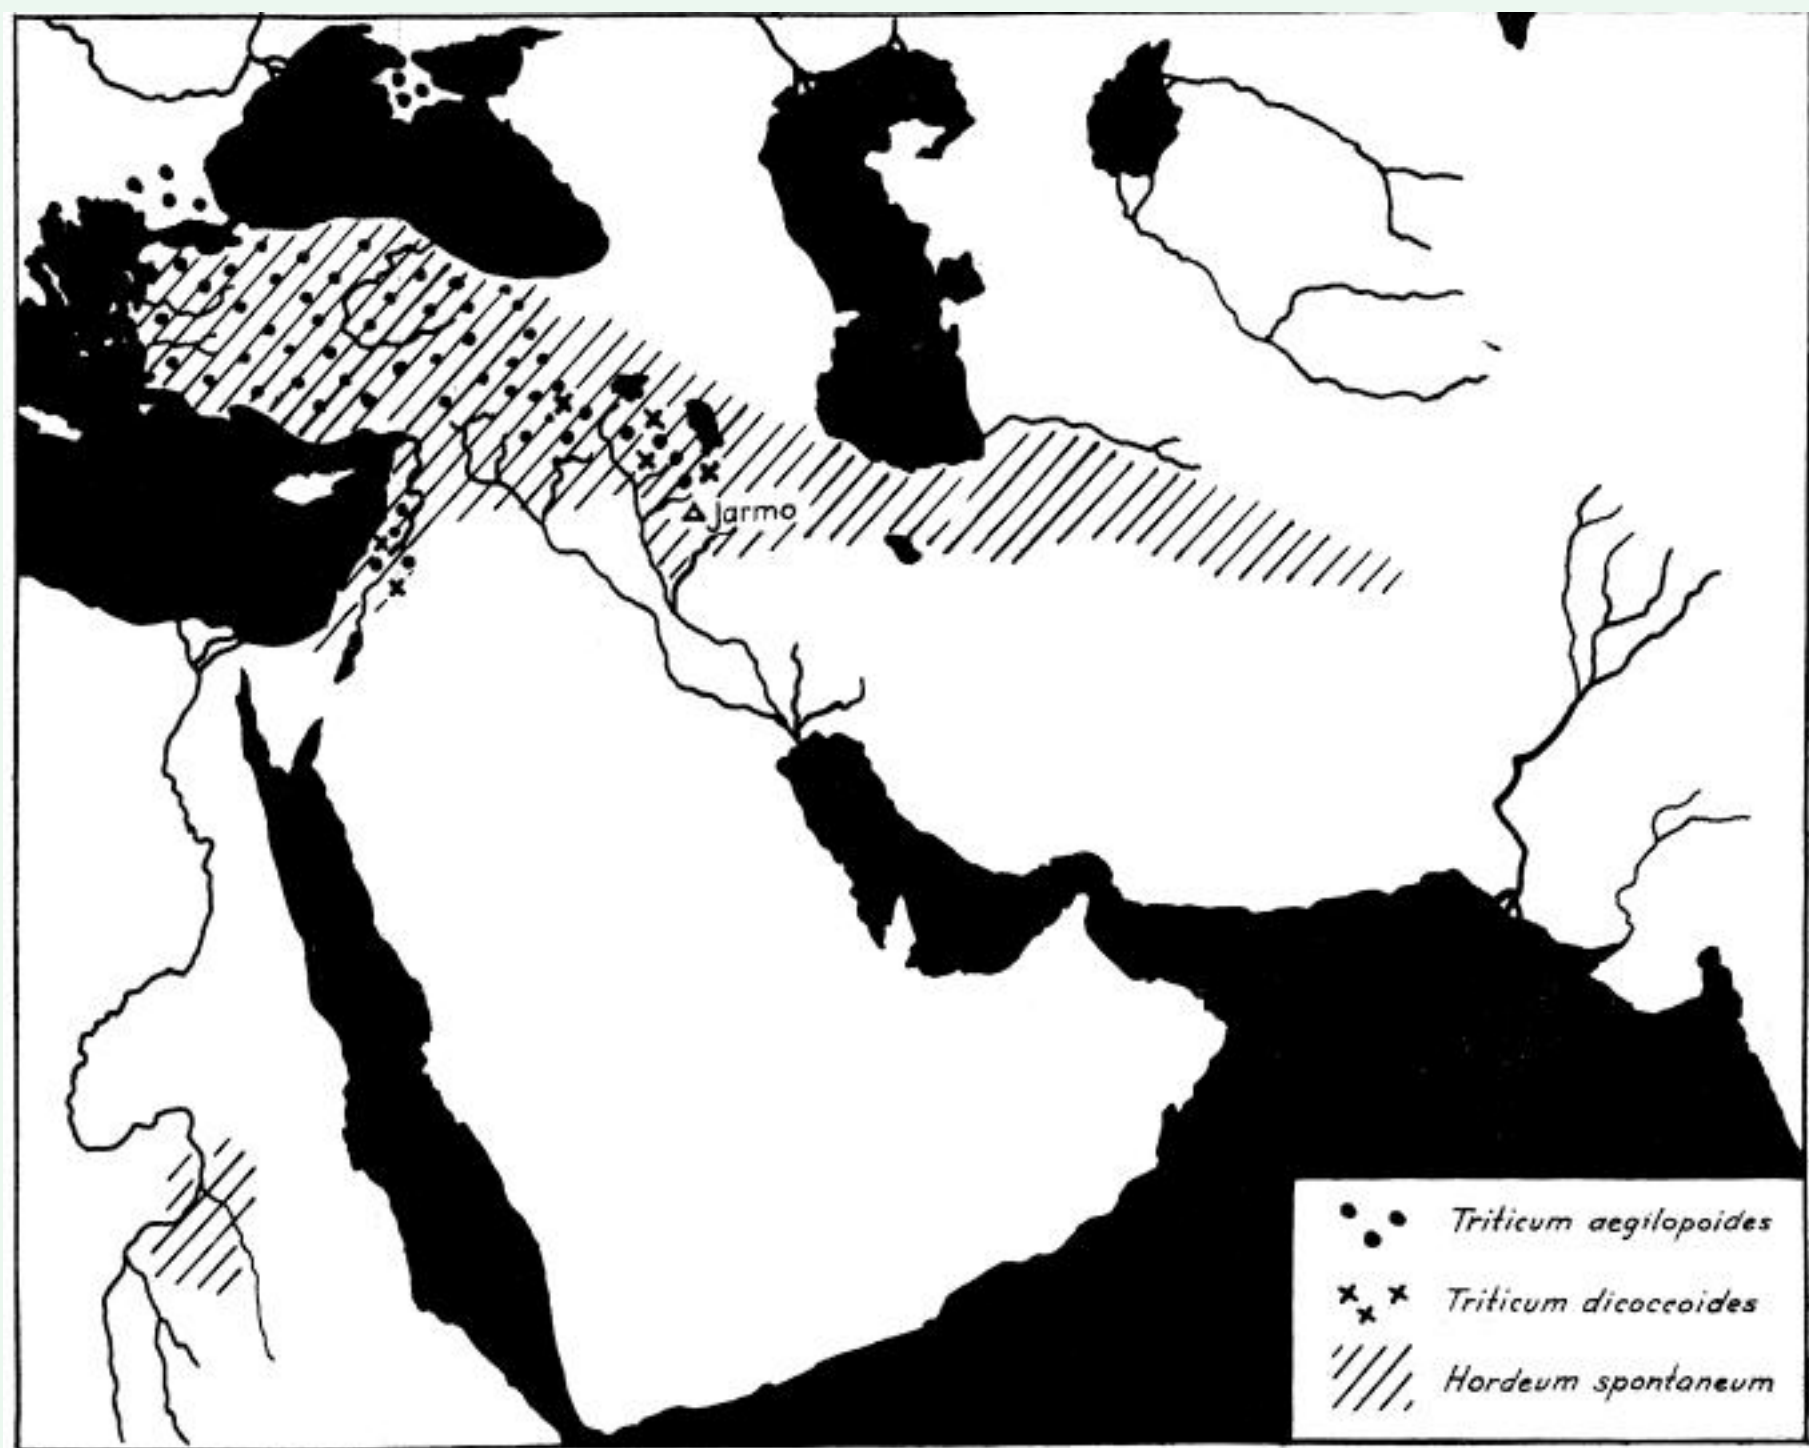 Jarmo
Triticum aegilopoides
Triticum dicoccoides
Hordeum spontaneum